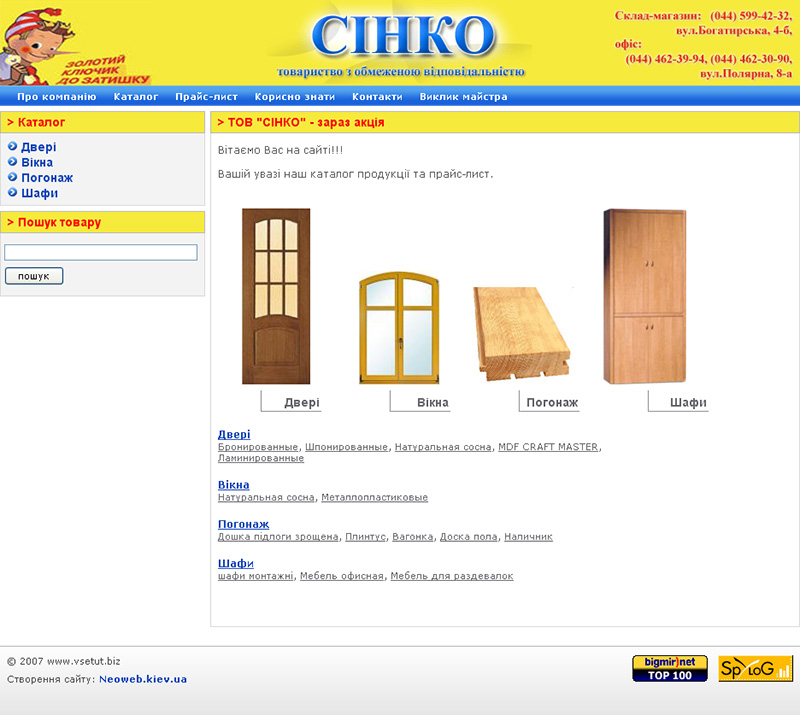 ЗОЛОТИЙ
КЛЮЧИК
ДО ЗАТИШКУ
СІНКО
товариство з обмеженою відповідальністю
Склад-магазин: (044) 599-42-32,
вул.Богатирська, 4-б,
офіс:
(044) 462-39-94, (044) 462-30-90,
вул.Полярна, 8-а
Про компанію Каталог Прайс-лист Корисно знати Контакти Виклик майстра
> Каталог
Двері
Вікна
Погонаж
Шафи
> Пошук товару
пошук
> ТОВ "СІНКО" - зараз акція
Вітаємо Вас на сайті!!!
Вашій увазі наш каталог продукції та прайс-лист.
Двері Вікна Погонаж Шафи
Двері
Бронированные, Шпонированные, Натуральная сосна, MDF CRAFT MASTER,
Ламинированные
Вікна
Натуральная сосна, Металлопластиковые
Погонаж
Дошка підлоги зрощена, Плинтус, Вагонка, Доска пола, Наличник
Шафи
шафи монтажні, Мебель офисная, Мебель для раздевалок
© 2007 www.vsetut.biz
Створення сайту: Neoweb.kiev.ua
bigmir)net
TOP 100
SpyLOG